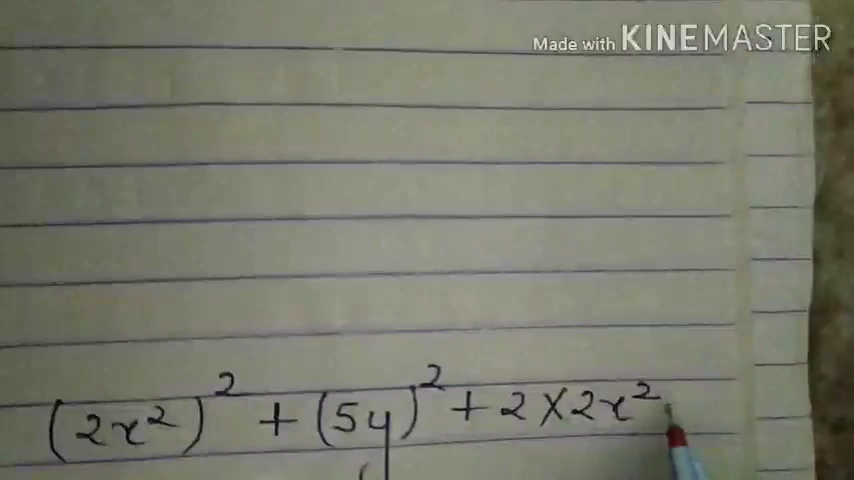 Made with KINEMASTER
(2x²)² + (5y)² + 2 × 2x²